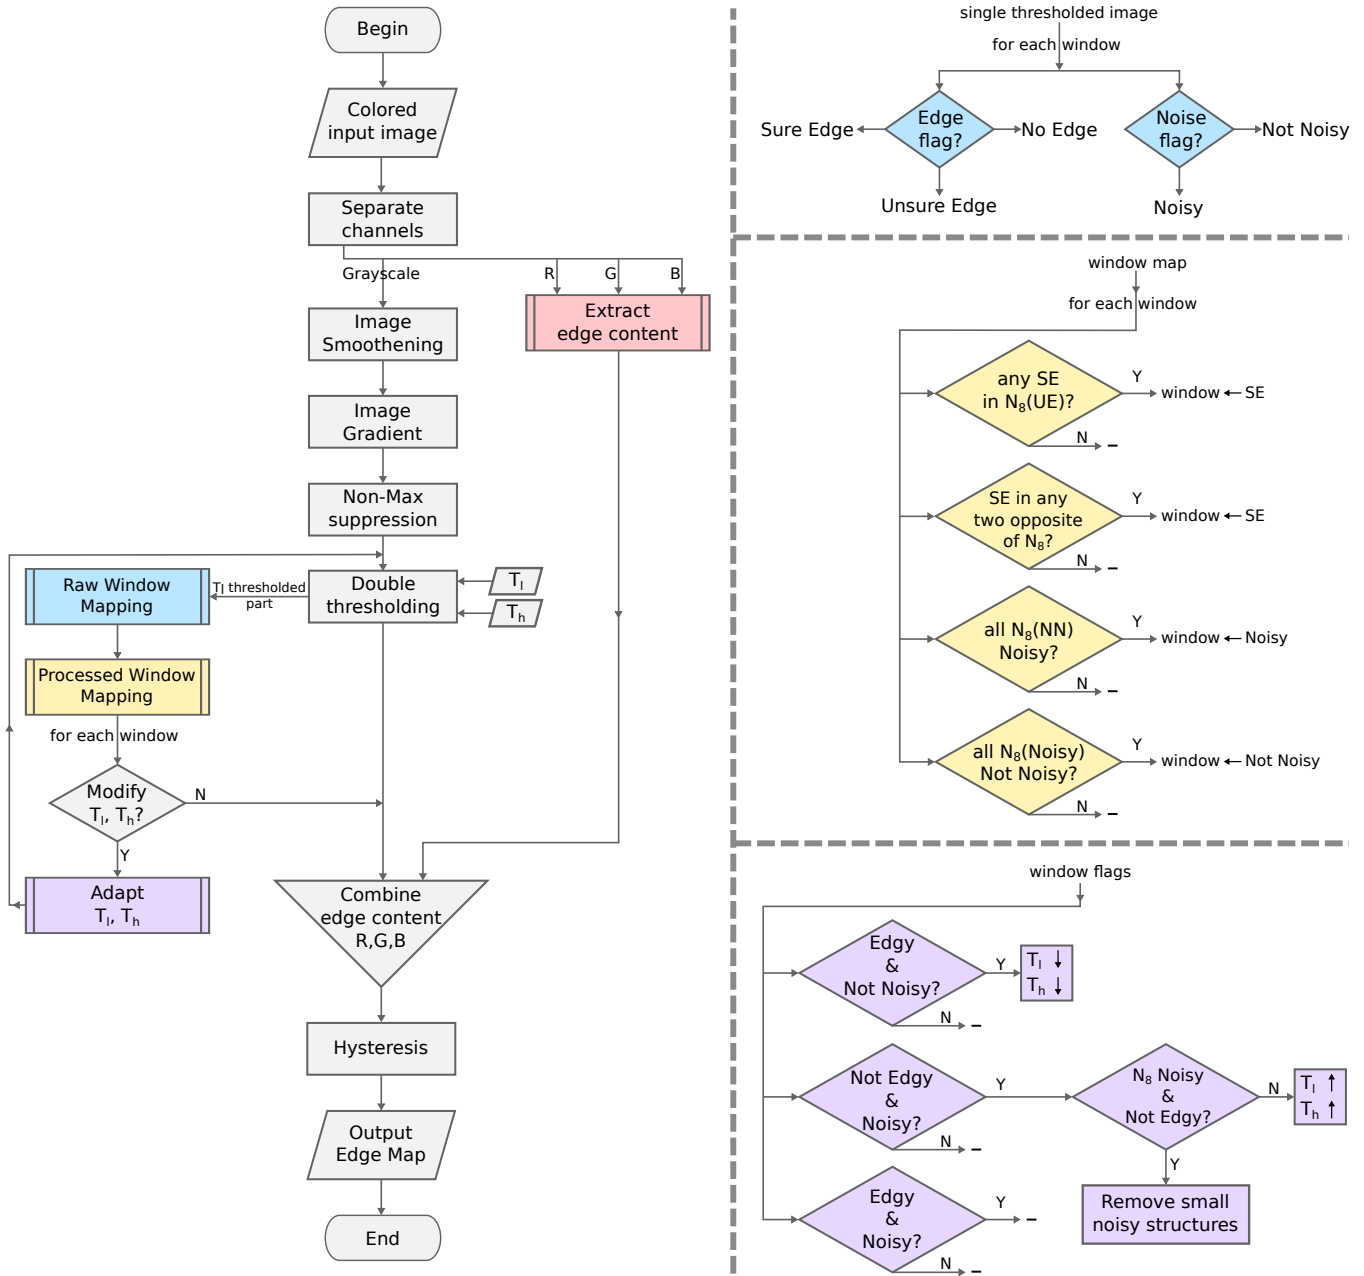 Begin
Colored
input image
Separate
channels
Grayscale
R
G
B
Extract
edge content
Image
Smoothening
Image
Gradient
Non-Max
suppression
Double
thresholding
Tl
Th
Tl thresholded
part
Raw Window
Mapping
Processed Window
Mapping
for each window
Modify
Tl, Th?
N
Y
Adapt
Tl, Th
Combine
edge content
R,G,B
Hysteresis
Output
Edge Map
End
single thresholded image
for each window
Edge
flag?
Sure Edge
No Edge
Unsure Edge
Noise
flag?
Not Noisy
Noisy
window map
for each window
any SE
in N8(UE)?
Y
window ← SE
N
–
SE in any
two opposite
of N8?
Y
window ← SE
N
–
all N8(NN)
Noisy?
Y
window ← Noisy
N
–
all N8(Noisy)
Not Noisy?
Y
window ← Not Noisy
N
–
window flags
Edgy
&
Not Noisy?
Y
Tl ↓
Th ↓
N
–
Not Edgy
&
Noisy?
Y
N
–
N8 Noisy
&
Not Edgy?
N
Tl ↑
Th ↑
Y
Remove small
noisy structures
Edgy
&
Noisy?
Y
–
N
–